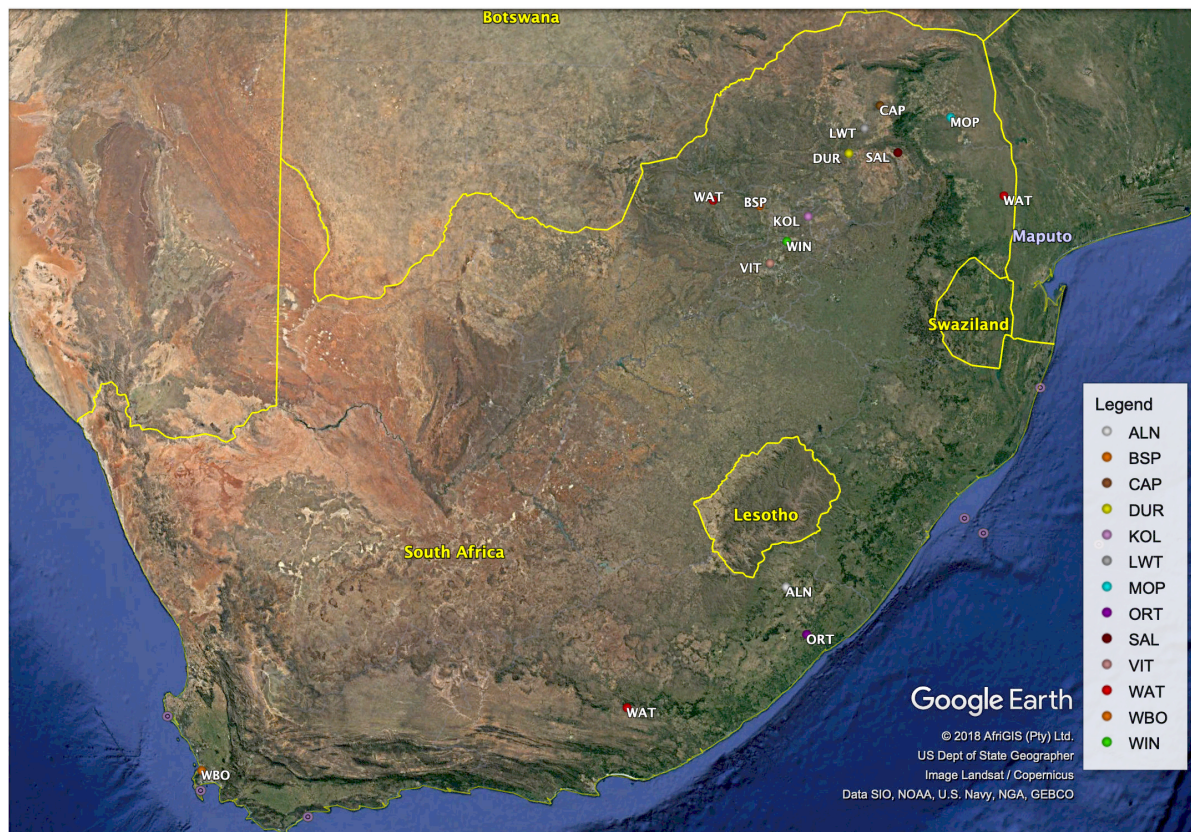 Botswana
CAP
MOP
LWT
DUR
SAL
WAT
BSP
WAT
KOL
Maputo
WIN
VIT
Swaziland
Legend
ALN
BSP
CAP
DUR
KOL
LWT
MOP
ORT
SAL
VIT
WAT
WBO
WIN
Lesotho
South Africa
ALN
ORT
WAT
WBO
Google Earth
© 2018 AfriGIS (Pty) Ltd.
US Dept of State Geographer
Image Landsat / Copernicus
Data SIO, NOAA, U.S. Navy, NGA, GEBCO